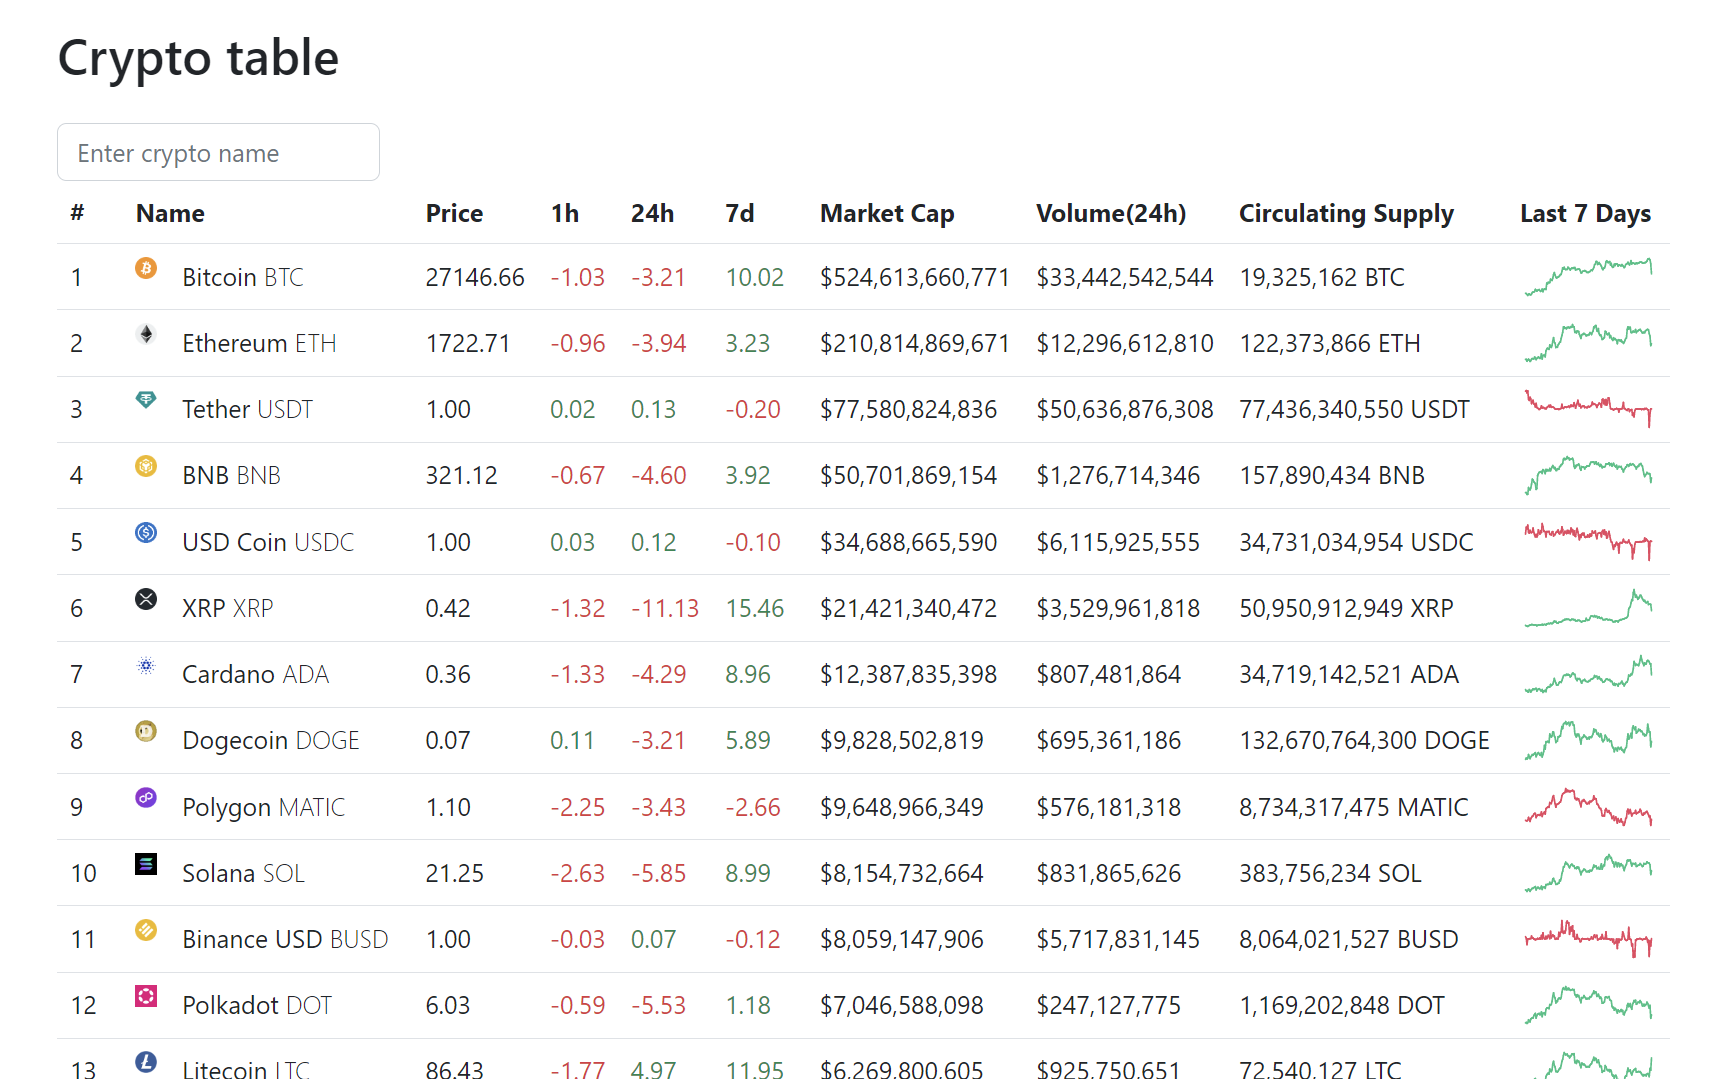 Crypto table
Enter crypto name
# Name Price 1h 24h 7d Market Cap Volume(24h) Circulating Supply Last 7 Days
1 Bitcoin BTC 27146.66 -1.03 -3.21 10.02 $524,613,660,771 $33,442,542,544 19,325,162 BTC
2 Ethereum ETH 1722.71 -0.96 -3.94 3.23 $210,814,869,671 $12,296,612,810 122,373,866 ETH
3 Tether USDT 1.00 0.02 0.13 -0.20 $77,580,824,836 $50,636,876,308 77,436,340,550 USDT
4 BNB BNB 321.12 -0.67 -4.60 3.92 $50,701,869,154 $1,276,714,346 157,890,434 BNB
5 USD Coin USDC 1.00 0.03 0.12 -0.10 $34,688,665,590 $6,115,925,555 34,731,034,954 USDC
6 XRP XRP 0.42 -1.32 -11.13 15.46 $21,421,340,472 $3,529,961,818 50,950,912,949 XRP
7 Cardano ADA 0.36 -1.33 -4.29 8.96 $12,387,835,398 $807,481,864 34,719,142,521 ADA
8 Dogecoin DOGE 0.07 0.11 -3.21 5.89 $9,828,502,819 $695,361,186 132,670,764,300 DOGE
9 Polygon MATIC 1.10 -2.25 -3.43 -2.66 $9,648,966,349 $576,181,318 8,734,317,475 MATIC
10 Solana SOL 21.25 -2.63 -5.85 8.99 $8,154,732,664 $831,865,626 383,756,234 SOL
11 Binance USD BUSD 1.00 -0.03 0.07 -0.12 $8,059,147,906 $5,717,831,145 8,064,021,527 BUSD
12 Polkadot DOT 6.03 -0.59 -5.53 1.18 $7,046,588,098 $247,127,775 1,169,202,848 DOT
13 Litecoin LTC 86.43 -1.77 4.97 11.95 $6,269,800,605 $925,750,651 72,540,127 LTC